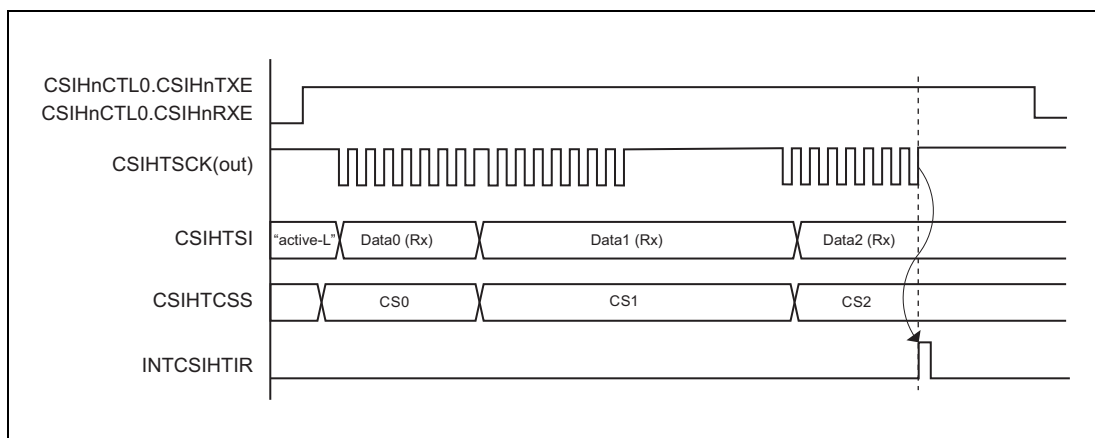 CSIHnCTL0.CSIHnTXE
CSIHnCTL0.CSIHnRXE
CSIHTSCK(out)
CSIHTSI
"active-L"
Data0 (Rx)
Data1 (Rx)
Data2 (Rx)
CSIHTCSS
CS0
CS1
CS2
INTCSIHTIR